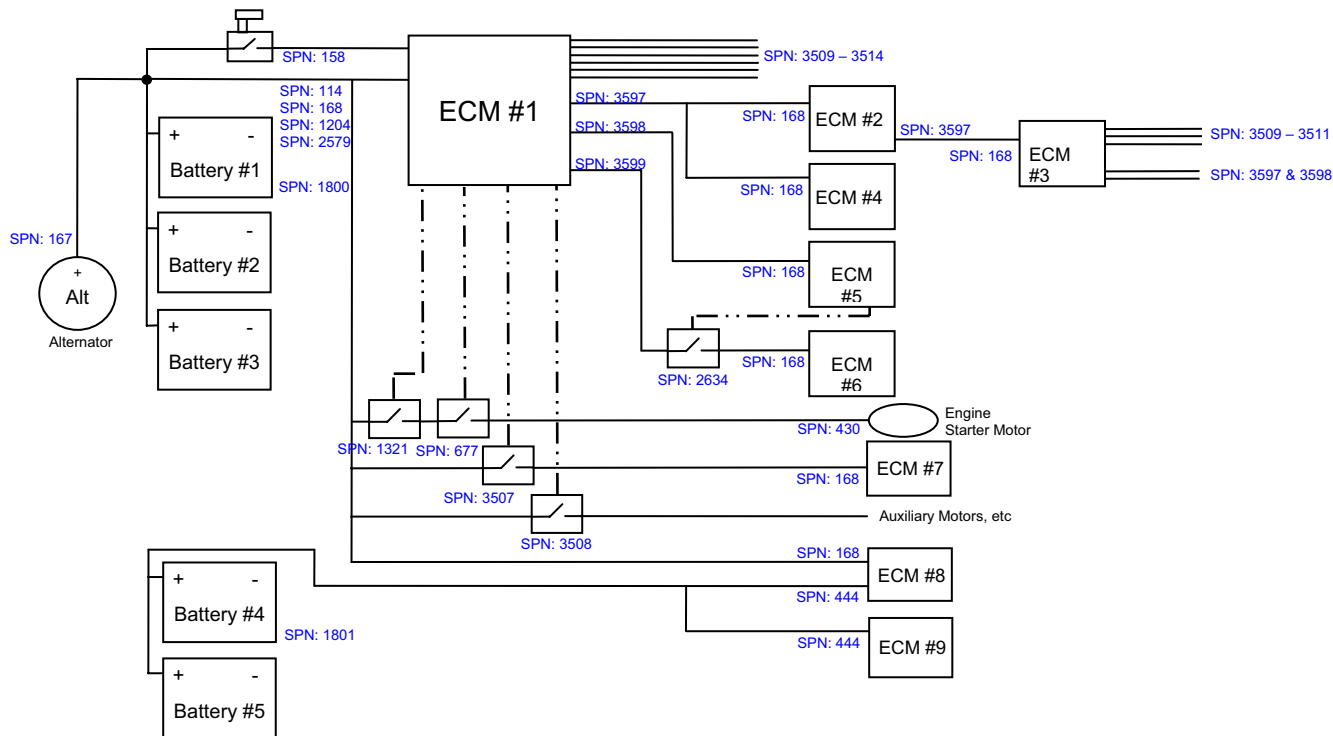 SPN: 158
SPN: 114
SPN: 168
SPN: 1204
SPN: 2579
SPN: 1800
+ -
Battery #1
+ -
Battery #2
+ -
Battery #3
SPN: 167
+
Alt
Alternator
ECM #1
SPN: 3509 – 3514
SPN: 3597
SPN: 3598
SPN: 3599
SPN: 168
ECM #2
SPN: 3597
SPN: 168
ECM
#3
SPN: 3509 – 3511
SPN: 3597 & 3598
SPN: 168
ECM #4
SPN: 168
ECM
#5
SPN: 2634
SPN: 168
ECM
#6
SPN: 1321
SPN: 677
SPN: 430
Engine
Starter Motor
SPN: 3507
SPN: 168
ECM #7
SPN: 3508
Auxiliary Motors, etc
SPN: 168
ECM #8
SPN: 444
SPN: 444
ECM #9
+ -
Battery #4
SPN: 1801
+ -
Battery #5